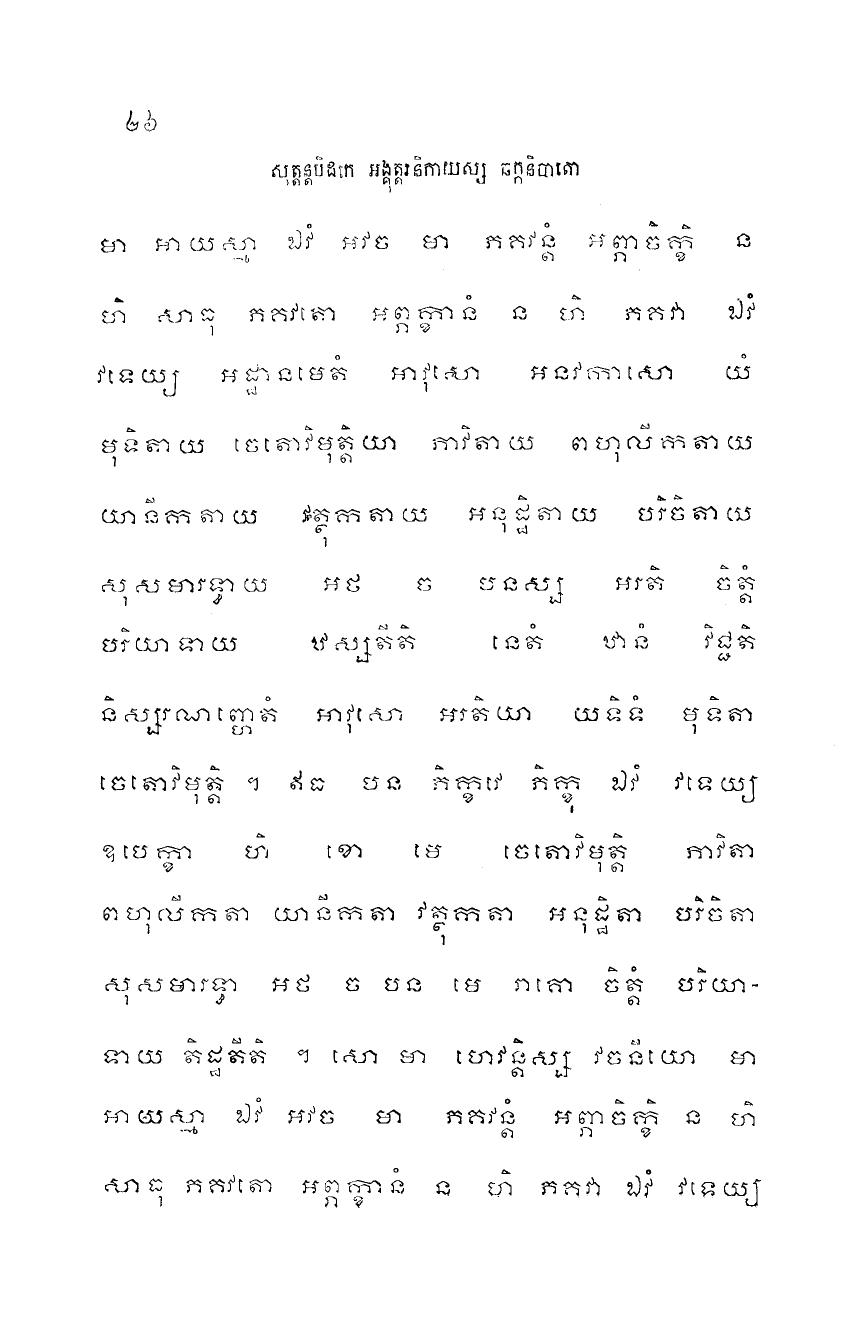 ២៦
សុត្តន្តបិដកេ អង្គុត្តរនិកាយស្ស ឆក្កនិបាតោ
មា អាយស្មា ឯវំ អវច មា ភគវន្តំ អព្ភាចិក្ខិ ន
ហិ សាធុ ភគវតោ អព្ភក្ខានំ ន ហិ ភគវា ឯវំ
វទេយ្យ អដ្ឋានមេតំ អាវុសោ អនវកាសោ យំ
មុទិតាយ ចេតោវិមុត្តិយា ភាវិតាយ ពហុលីកតាយ
យានីកតាយ វត្ថុកតាយ អនុដ្ឋិតាយ បរិចិតាយ
សុសមារទ្ធាយ អថ ច បនស្ស អរតិ ចិត្តំ
បរិយាទាយ ឋស្សតីតិ នេតំ ឋានំ វិជ្ជតិ
និស្សរណញ្ហេតំ អាវុសោ អរតិយា យទិទំ មុទិតា
ចេតោវិមុត្តិ ។ ឥធ បន ភិក្ខវេ ភិក្ខុ ឯវំ វទេយ្យ
ឧបេក្ខា ហិ ខោ មេ ចេតោវិមុត្តិ ភាវិតា
ពហុលីកតា យានីកតា វត្ថុកតា អនុដ្ឋិតា បរិចិតា
សុសមារទ្ធា អថ ច បន មេ រាគោ ចិត្តំ បរិយា-
ទាយ តិដ្ឋតីតិ ។ សោ មា ហេវន្តិស្ស វចនីយោ មា
អាយស្មា ឯវំ អវច មា ភគវន្តំ អព្ភាចិក្ខិ ន ហិ
សាធុ ភគវតោ អព្ភក្ខានំ ន ហិ ភគវា ឯវំ វទេយ្យ